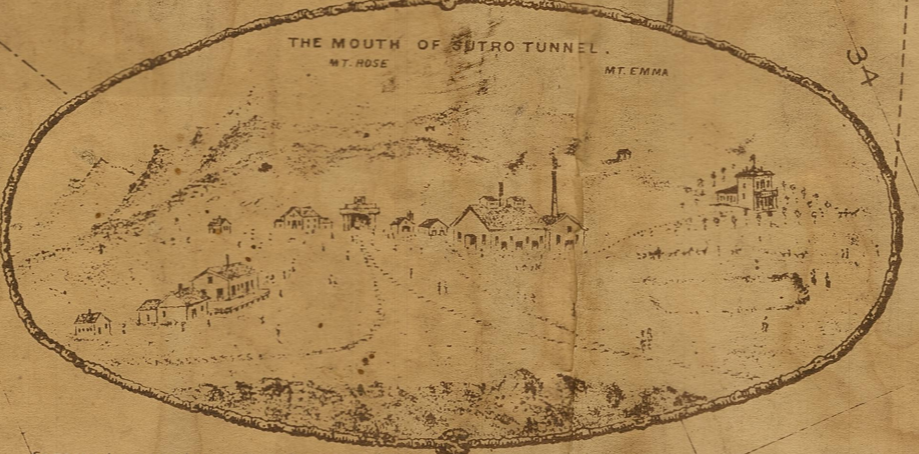 THE MOUTH OF SUTRO TUNNEL.
MT. ROSE
MT. EMMA
34